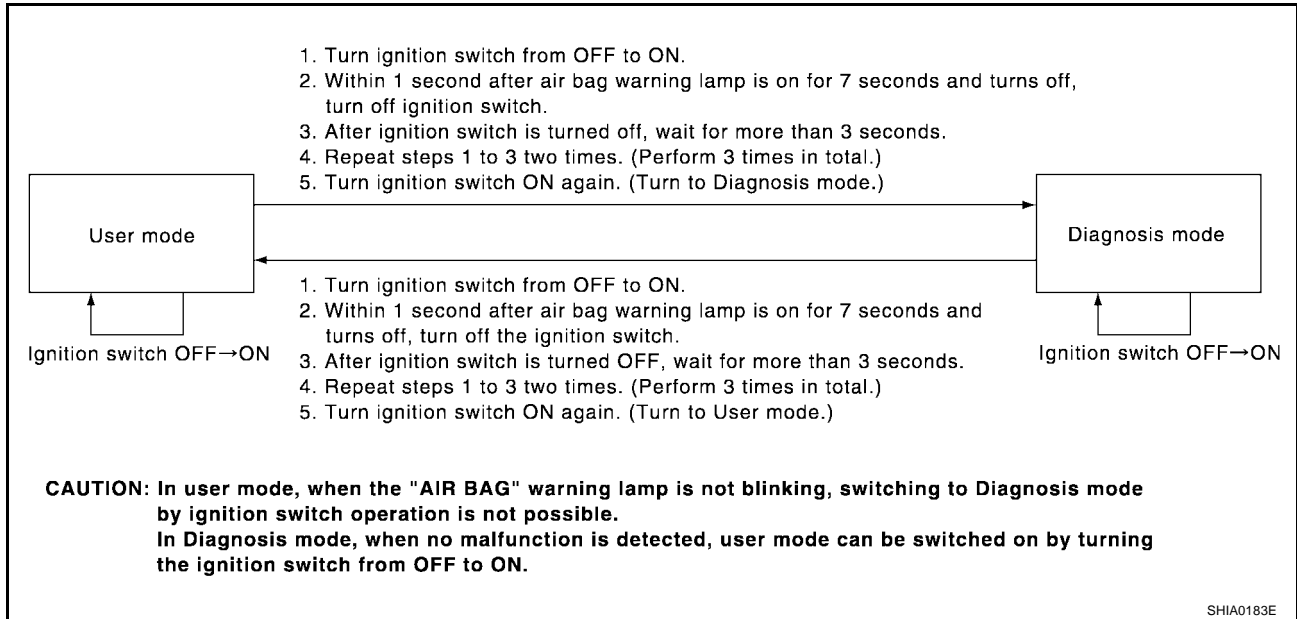 1. Turn ignition switch from OFF to ON.
2. Within 1 second after air bag warning lamp is on for 7 seconds and turns off,
turn off ignition switch.
3. After ignition switch is turned off, wait for more than 3 seconds.
4. Repeat steps 1 to 3 two times. (Perform 3 times in total.)
5. Turn ignition switch ON again. (Turn to Diagnosis mode.)
User mode
Diagnosis mode
1. Turn ignition switch from OFF to ON.
2. Within 1 second after air bag warning lamp is on for 7 seconds and
turns off, turn off the ignition switch.
3. After ignition switch is turned OFF, wait for more than 3 seconds.
4. Repeat steps 1 to 3 two times. (Perform 3 times in total.)
5. Turn ignition switch ON again. (Turn to User mode.)
Ignition switch OFF→ON
Ignition switch OFF→ON
CAUTION: In user mode, when the "AIR BAG" warning lamp is not blinking, switching to Diagnosis mode
by ignition switch operation is not possible.
In Diagnosis mode, when no malfunction is detected, user mode can be switched on by turning
the ignition switch from OFF to ON.
SHIA0183E